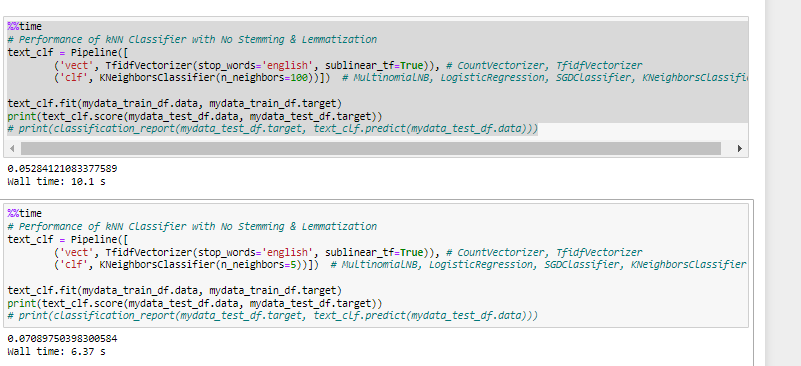 %%time
# Performance of kNN Classifier with No Stemming & Lemmatization
text_clf = Pipeline([
('vect', TfidfVectorizer(stop_words='english', sublinear_tf=True)), # CountVectorizer, TfidfVectorizer
('clf', KNeighborsClassifier(n_neighbors=100))]) # MultinomialNB, LogisticRegression, SGDClassifier, KNeighborsClassifi
text_clf.fit(mydata_train_df.data, mydata_train_df.target)
print(text_clf.score(mydata_test_df.data, mydata_test_df.target))
# print(classification_report(mydata_test_df.target, text_clf.predict(mydata_test_df.data)))
0.05284121083377589
Wall time: 10.1 s
%%time
# Performance of kNN Classifier with No Stemming & Lemmatization
text_clf = Pipeline([
('vect', TfidfVectorizer(stop_words='english', sublinear_tf=True)), # CountVectorizer, TfidfVectorizer
('clf', KNeighborsClassifier(n_neighbors=5))]) # MultinomialNB, LogisticRegression, SGDClassifier, KNeighborsClassifier
text_clf.fit(mydata_train_df.data, mydata_train_df.target)
print(text_clf.score(mydata_test_df.data, mydata_test_df.target))
# print(classification_report(mydata_test_df.target, text_clf.predict(mydata_test_df.data)))
0.07089750398300584
Wall time: 6.37 s